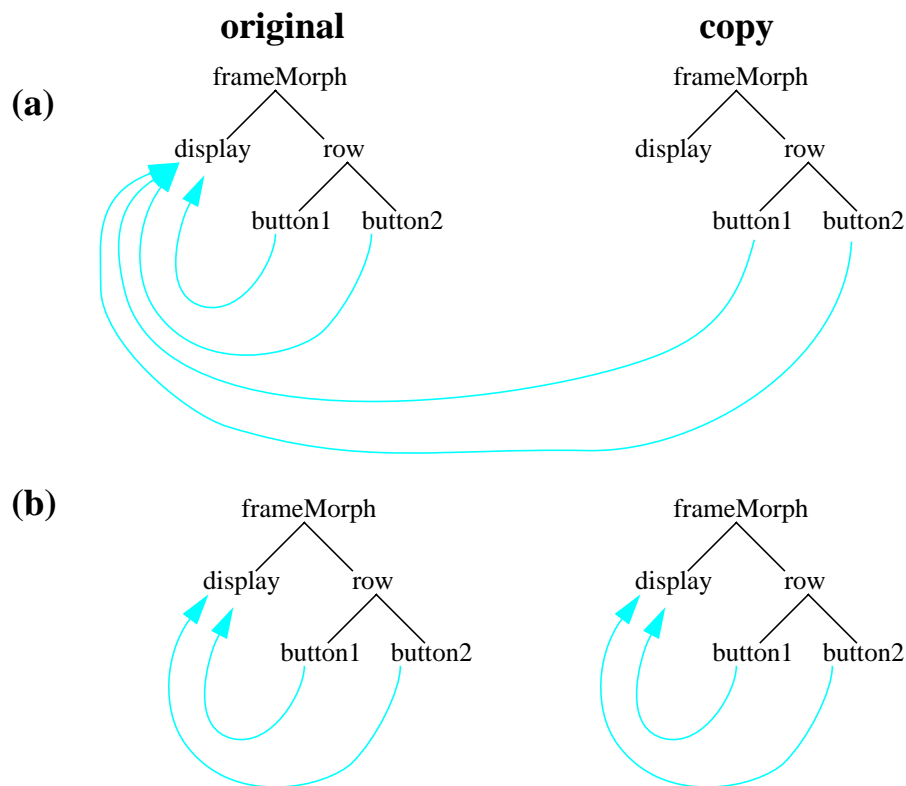 original copy
frameMorph frameMorph
(a)
display row display row
button1 button2 button1 button2
(b)
frameMorph frameMorph
display row display row
button1 button2 button1 button2